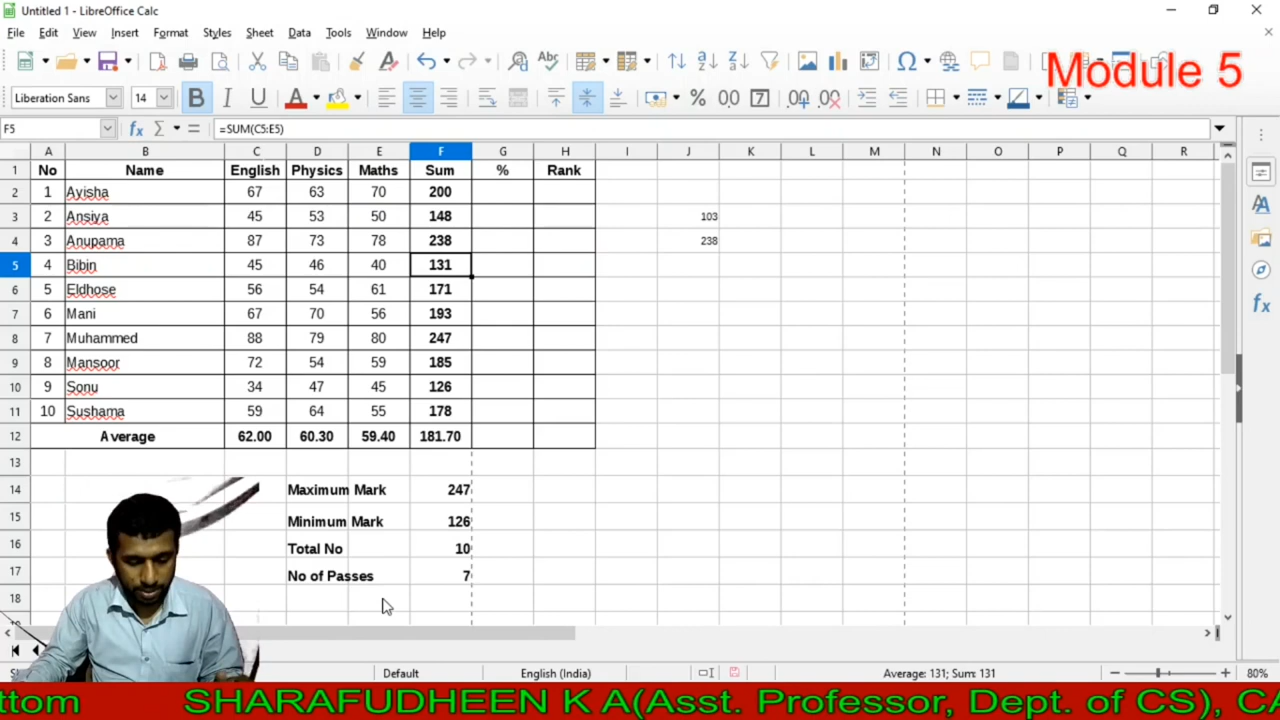 Untitled 1 - LibreOffice Calc
File Edit View Insert Format Styles Sheet Data Tools Window Help
Module 5
Liberation Sans 14
F5 =SUM(C5:E5)
A B C D E F G H I J K L M N O P Q R
1 No Name English Physics Maths Sum % Rank
2 1 Ayisha 67 63 70 200
3 2 Ansiya 45 53 50 148 103
4 3 Anupama 87 73 78 238 238
5 4 Bibin 45 46 40 131
6 5 Eldhose 56 54 61 171
7 6 Mani 67 70 56 193
8 7 Muhammed 88 79 80 247
9 8 Mansoor 72 54 59 185
10 9 Sonu 34 47 45 126
11 10 Sushama 59 64 55 178
12 Average 62.00 60.30 59.40 181.70
13
14 Maximum Mark 247
15 Minimum Mark 126
16 Total No 10
17 No of Passes 7
18
Default English (India) Average: 131; Sum: 131 80%
ttom SHARAFUDHEEN K A(Asst. Professor, Dept. of CS), CA